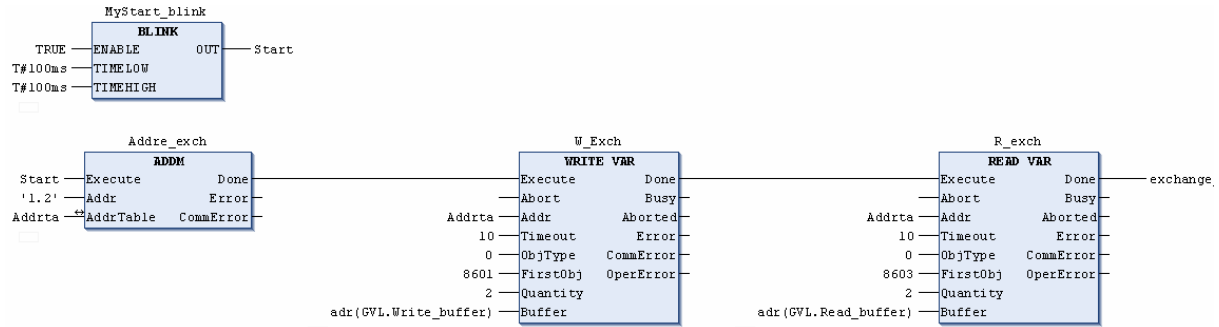 MyStart_blink
BLINK
TRUE ENABLE OUT Start
T#100ms TIMELOW
T#100ms TIMEHIGH
Addre_exch W_Exch R_exch
ADDM WRITE VAR READ VAR
Start Execute Done Execute Done Execute Done exchange_
'1.2' Addr Error Abort Busy Abort Busy
Addrta AddrTable CommError Addrta Addr Aborted Addrta Addr Aborted
10 Timeout Error 10 Timeout Error
0 ObjType CommError 0 ObjType CommError
8601 FirstObj OperError 8603 FirstObj OperError
2 Quantity 2 Quantity
adr(GVL.Write_buffer) Buffer adr(GVL.Read_buffer) Buffer